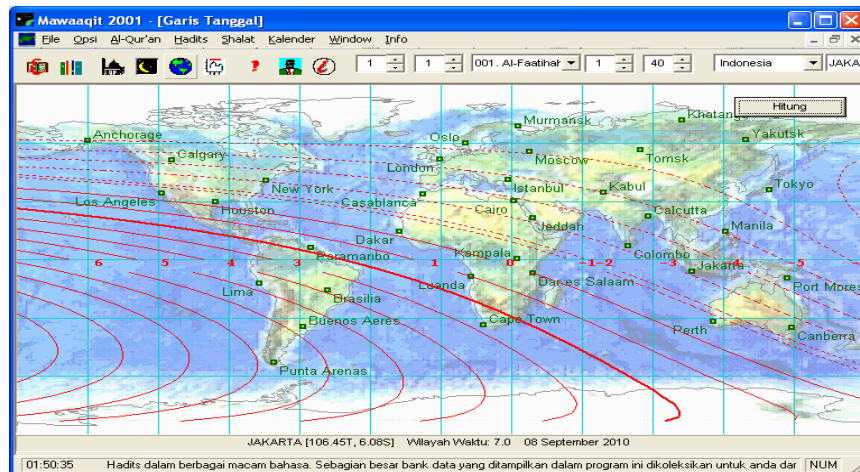 Mawaaqit 2001 - [Garis Tanggal]
File Opsi Al-Qur'an Hadits Shalat Kalender Window Info
1 1 001. Al-Faatihah 1 40 Indonesia JAKA
Hitung
Murmansk Khatanga
Anchorage Oslo Yakutsk
Calgary London Moscow Tomsk
New York Istanbul Kabul Tokyo
Los Angeles Houston Casablanca Cairo Calcutta
Jeddah Manila
Dakar Kampala Colombo
Paramaribo
6 5 4 3 1 0 -1 -2 -3 4 5
Lima Brasilia Luanda Dar es Salaam Jakarta Port Mores
Buenos Aeres Cape Town Perth Canberra
Punta Arenas
JAKARTA [106.45T, 6.08S] Wilayah Waktu: 7.0 08 September 2010
01:50:35 Hadits dalam berbagai macam bahasa. Sebagian besar bank data yang ditampilkan dalam program ini dikoleksikan untuk anda dar NUM